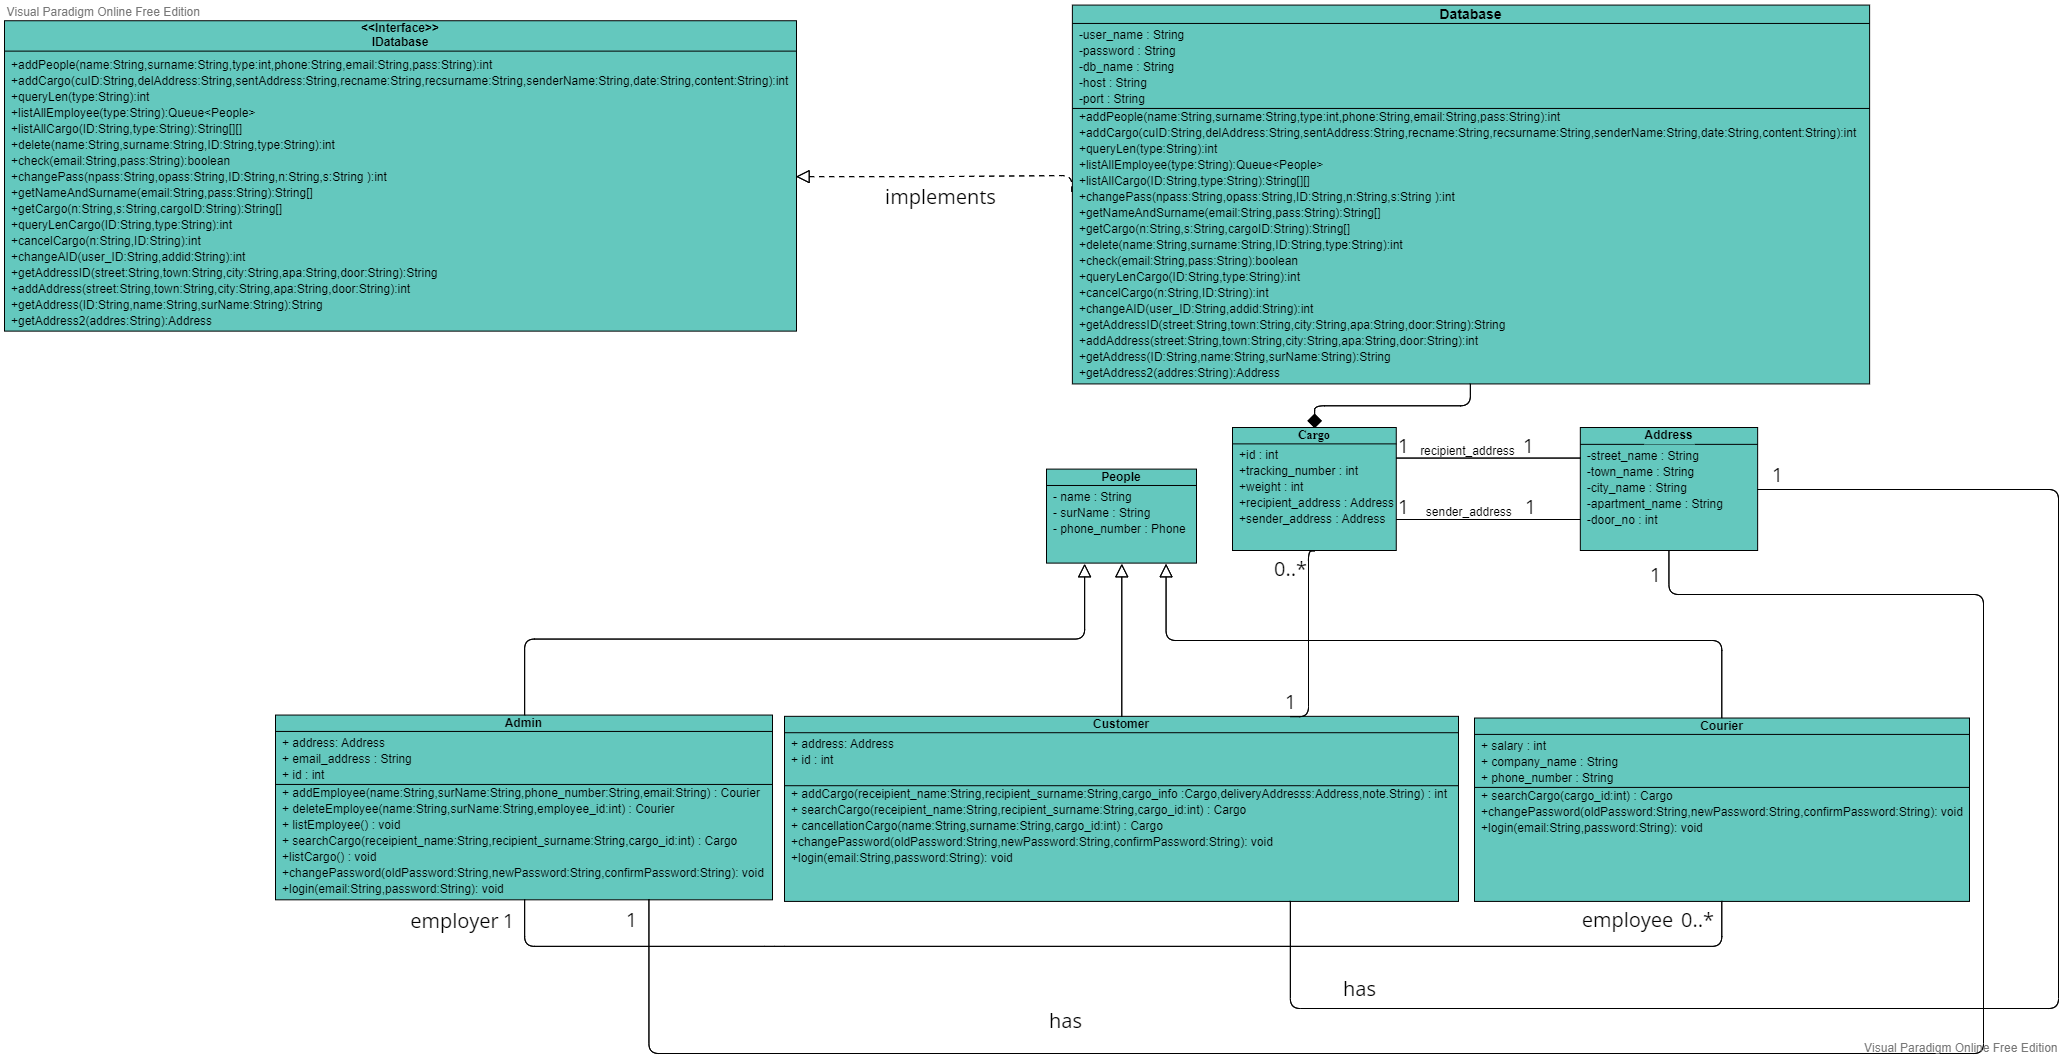 Visual Paradigm Online Free Edition
<<Interface>>
IDatabase
+addPeople(name:String,surname:String,type:int,phone:String,email:String,pass:String):int
+addCargo(cuID:String,delAddress:String,sentAddress:String,recname:String,recsurname:String,senderName:String,date:String,content:String):int
+queryLen(type:String):int
+listAllEmployee(type:String):Queue<People>
+listAllCargo(ID:String,type:String):String[][]
+delete(name:String,surname:String,ID:String,type:String):int
+check(email:String,pass:String):boolean
+changePass(npass:String,opass:String,ID:String,n:String,s:String ):int
+getNameAndSurname(email:String,pass:String):String[]
+getCargo(n:String,s:String,cargoID:String):String[]
+queryLenCargo(ID:String,type:String):int
+cancelCargo(n:String,ID:String):int
+changeAID(user_ID:String,addid:String):int
+getAddressID(street:String,town:String,city:String,apa:String,door:String):String
+addAddress(street:String,town:String,city:String,apa:String,door:String):int
+getAddress(ID:String,name:String,surName:String):String
+getAddress2(addres:String):Address
implements
Database
-user_name : String
-password : String
-db_name : String
-host : String
-port : String
+addPeople(name:String,surname:String,type:int,phone:String,email:String,pass:String):int
+addCargo(cuID:String,delAddress:String,sentAddress:String,recname:String,recsurname:String,senderName:String,date:String,content:String):int
+queryLen(type:String):int
+listAllEmployee(type:String):Queue<People>
+listAllCargo(ID:String,type:String):String[][]
+changePass(npass:String,opass:String,ID:String,n:String,s:String ):int
+getNameAndSurname(email:String,pass:String):String[]
+getCargo(n:String,s:String,cargoID:String):String[]
+delete(name:String,surname:String,ID:String,type:String):int
+check(email:String,pass:String):boolean
+queryLenCargo(ID:String,type:String):int
+cancelCargo(n:String,ID:String):int
+changeAID(user_ID:String,addid:String):int
+getAddressID(street:String,town:String,city:String,apa:String,door:String):String
+addAddress(street:String,town:String,city:String,apa:String,door:String):int
+getAddress(ID:String,name:String,surName:String):String
+getAddress2(addres:String):Address
People
- name : String
- surName : String
- phone_number : Phone
Cargo
+id : int
+tracking_number : int
+weight : int
+recipient_address : Address
+sender_address : Address
1 recipient_address 1
1 sender_address 1
Address
-street_name : String
-town_name : String
-city_name : String
-apartment_name : String
-door_no : int
1
0..*
1
1
Admin
+ address: Address
+ email_address : String
+ id : int
+ addEmployee(name:String,surName:String,phone_number:String,email:String) : Courier
+ deleteEmployee(name:String,surName:String,employee_id:int) : Courier
+ listEmployee() : void
+ searchCargo(receipient_name:String,recipient_surname:String,cargo_id:int) : Cargo
+listCargo() : void
+changePassword(oldPassword:String,newPassword:String,confirmPassword:String): void
+login(email:String,password:String): void
Customer
+ address: Address
+ id : int
+ addCargo(receipient_name:String,recipient_surname:String,cargo_info :Cargo,deliveryAddresss:Address,note.String) : int
+ searchCargo(receipient_name:String,recipient_surname:String,cargo_id:int) : Cargo
+ cancellationCargo(name:String,surname:String,cargo_id:int) : Cargo
+changePassword(oldPassword:String,newPassword:String,confirmPassword:String): void
+login(email:String,password:String): void
Courier
+ salary : int
+ company_name : String
+ phone_number : String
+ searchCargo(cargo_id:int) : Cargo
+changePassword(oldPassword:String,newPassword:String,confirmPassword:String): void
+login(email:String,password:String): void
employer 1
1
employee 0..*
has
has
Visual Paradigm Online Free Edition